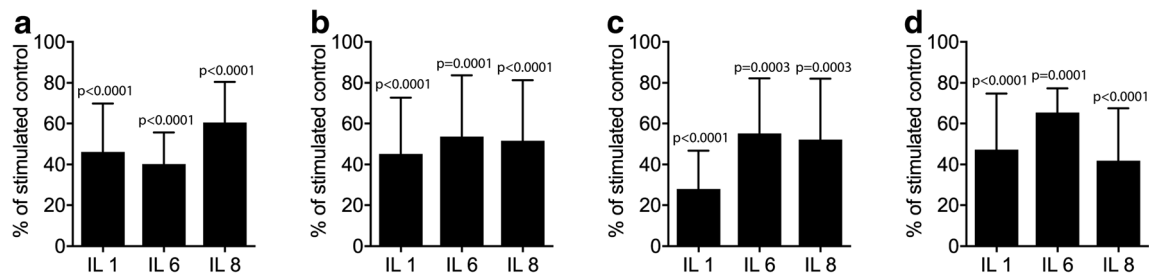 a
% of stimulated control
100
80
60
40
20
0
p<0.0001
p<0.0001
p<0.0001
IL 1
IL 6
IL 8
b
% of stimulated control
100
80
60
40
20
0
p<0.0001
p=0.0001
p<0.0001
IL 1
IL 6
IL 8
c
% of stimulated control
100
80
60
40
20
0
p<0.0001
p=0.0003
p=0.0003
IL 1
IL 6
IL 8
d
% of stimulated control
100
80
60
40
20
0
p<0.0001
p=0.0001
p<0.0001
IL 1
IL 6
IL 8